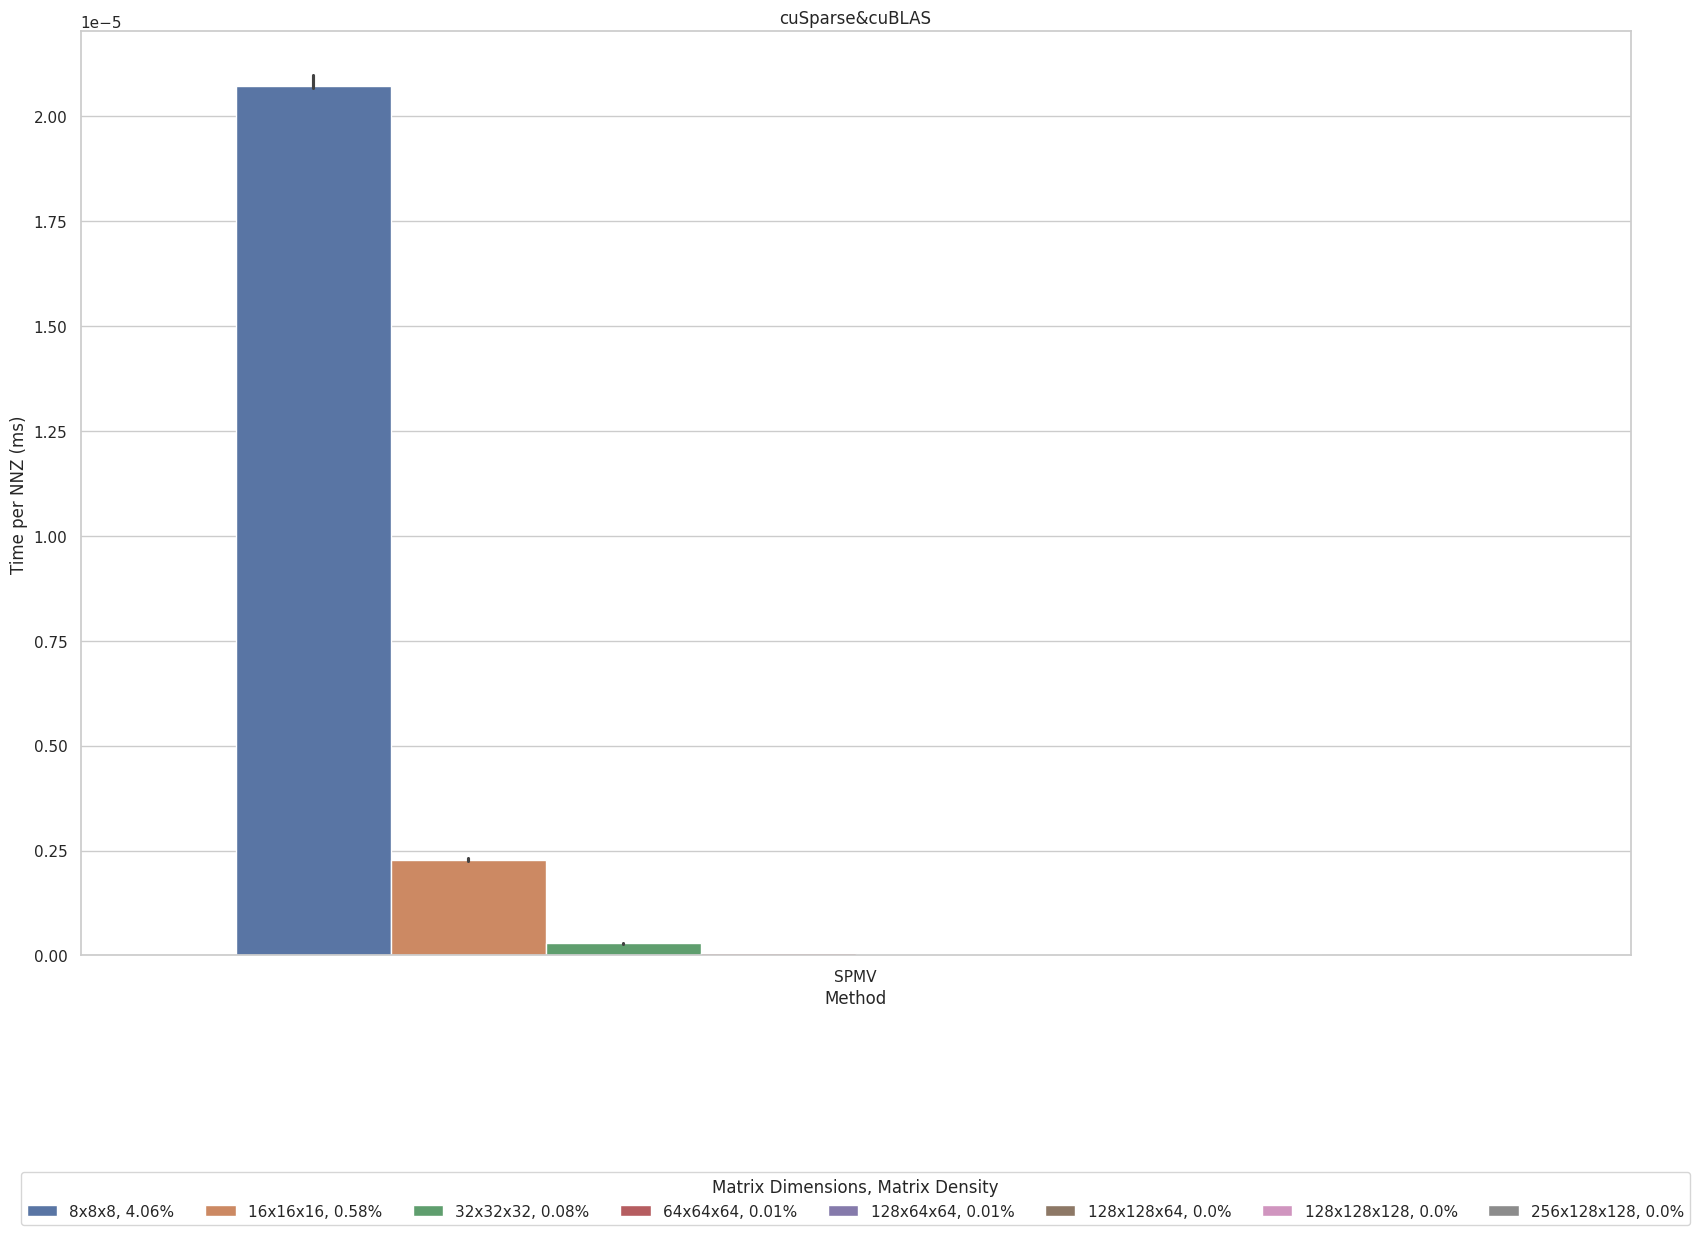 cuSparse&cuBLAS
1e−5
2.00
1.75
1.50
1.25
1.00
0.75
0.50
0.25
0.00
Time per NNZ (ms)
SPMV
Method
Matrix Dimensions, Matrix Density
8x8x8, 4.06% 16x16x16, 0.58% 32x32x32, 0.08% 64x64x64, 0.01% 128x64x64, 0.01% 128x128x64, 0.0% 128x128x128, 0.0% 256x128x128, 0.0%